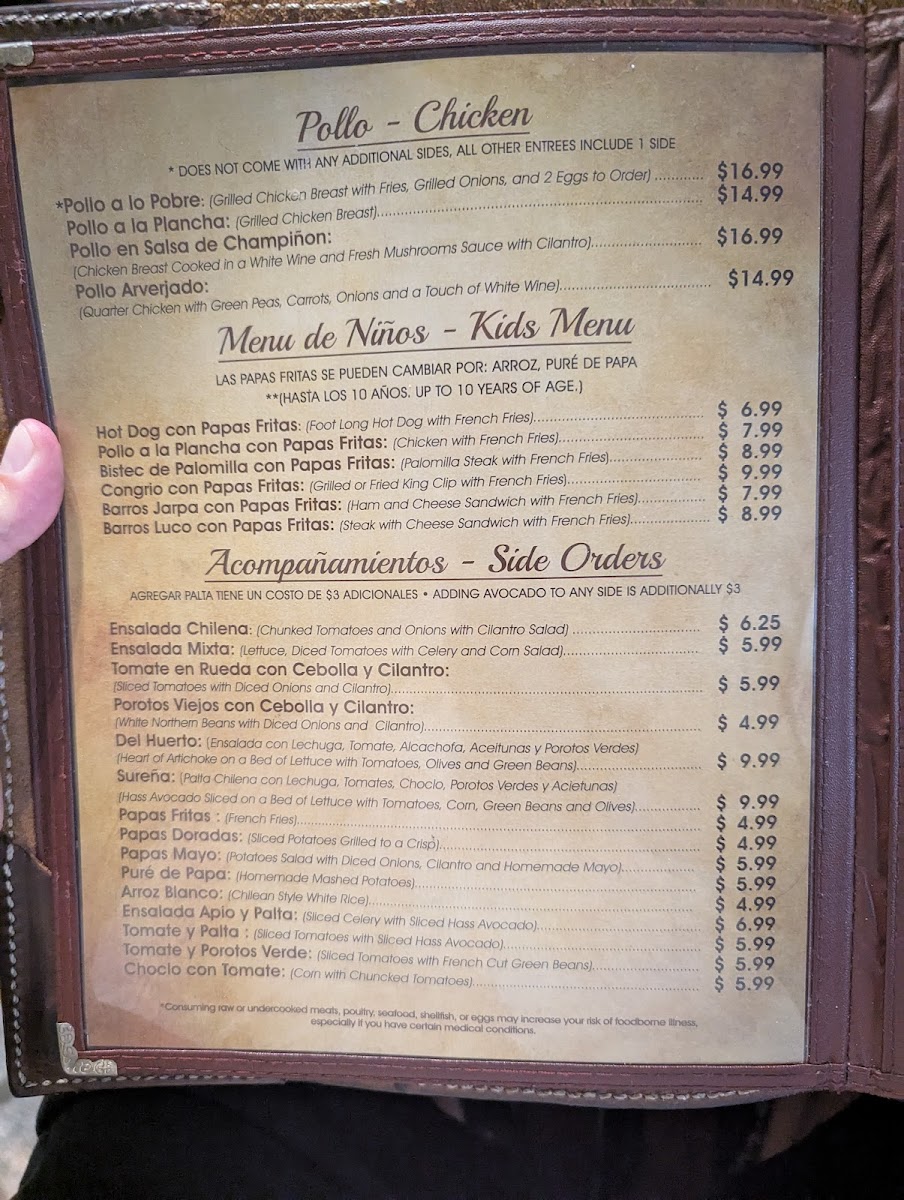 Pollo - Chicken
* DOES NOT COME WITH ANY ADDITIONAL SIDES, ALL OTHER ENTREES INCLUDE 1 SIDE
*Pollo a lo Pobre: (Grilled Chicken Breast with Fries, Grilled Onions, and 2 Eggs to Order) ............ $16.99
Pollo a la Plancha: (Grilled Chicken Breast)............ $14.99
Pollo en Salsa de Champiñon:
(Chicken Breast Cooked in a White Wine and Fresh Mushrooms Sauce with Cilantro)............ $16.99
Pollo Arverjado:
(Quarter Chicken with Green Peas, Carrots, Onions and a Touch of White Wine)............ $14.99
Menu de Niños - Kids Menu
LAS PAPAS FRITAS SE PUEDEN CAMBIAR POR: ARROZ, PURÉ DE PAPA
**(HASTA LOS 10 AÑOS. UP TO 10 YEARS OF AGE.)
Hot Dog con Papas Fritas: (Foot Long Hot Dog with French Fries)............ $ 6.99
Pollo a la Plancha con Papas Fritas: (Chicken with French Fries)............ $ 7.99
Bistec de Palomilla con Papas Fritas: (Palomilla Steak with French Fries)............ $ 8.99
Congrio con Papas Fritas: (Grilled or Fried King Clip with French Fries)............ $ 9.99
Barros Jarpa con Papas Fritas: (Ham and Cheese Sandwich with French Fries)............ $ 7.99
Barros Luco con Papas Fritas: (Steak with Cheese Sandwich with French Fries)............ $ 8.99
Acompañamientos - Side Orders
AGREGAR PALTA TIENE UN COSTO DE $3 ADICIONALES • ADDING AVOCADO TO ANY SIDE IS ADDITIONALLY $3
Ensalada Chilena: (Chunked Tomatoes and Onions with Cilantro Salad) ............ $ 6.25
Ensalada Mixta: (Lettuce, Diced Tomatoes with Celery and Corn Salad)............ $ 5.99
Tomate en Rueda con Cebolla y Cilantro:
(Sliced Tomatoes with Diced Onions and Cilantro)............ $ 5.99
Porotos Viejos con Cebolla y Cilantro:
(White Northern Beans with Diced Onions and Cilantro)............ $ 4.99
Del Huerto: (Ensalada con Lechuga, Tomate, Alcachofa, Aceitunas y Porotos Verdes)
(Heart of Artichoke on a Bed of Lettuce with Tomatoes, Olives and Green Beans)............ $ 9.99
Sureña: (Palta Chilena con Lechuga, Tomates, Choclo, Porotos Verdes y Acietunas)
(Hass Avocado Sliced on a Bed of Lettuce with Tomatoes, Corn, Green Beans and Olives)............ $ 9.99
Papas Fritas : (French Fries)............ $ 4.99
Papas Doradas: (Sliced Potatoes Grilled to a Crisp)............ $ 4.99
Papas Mayo: (Potatoes Salad with Diced Onions, Cilantro and Homemade Mayo)............ $ 5.99
Puré de Papa: (Homemade Mashed Potatoes)............ $ 5.99
Arroz Blanco: (Chilean Style White Rice)............ $ 4.99
Ensalada Apio y Palta: (Sliced Celery with Sliced Hass Avocado)............ $ 6.99
Tomate y Palta : (Sliced Tomatoes with Sliced Hass Avocado)............ $ 5.99
Tomate y Porotos Verde: (Sliced Tomatoes with French Cut Green Beans)............ $ 5.99
Choclo con Tomate: (Corn with Chuncked Tomatoes)............ $ 5.99
*Consuming raw or undercooked meats, poultry, seafood, shellfish, or eggs may increase your risk of foodborne illness,
especially if you have certain medical conditions.